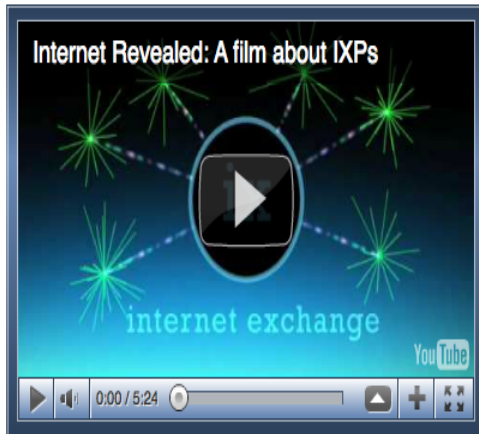 Internet Revealed: A film about IXPs
internet exchange
YouTube
0:00 / 5:24